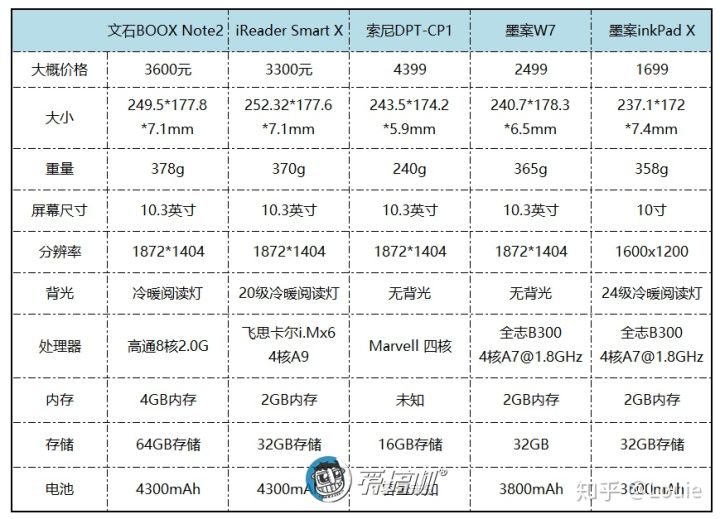 文石BOOX Note2 iReader Smart X 索尼DPT-CP1 墨案W7 墨案inkPad X
大概价格 3600元 3300元 4399 2499 1699
大小 249.5*177.8 252.32*177.6 243.5*174.2 240.7*178.3 237.1*172
*7.1mm *7.1mm *5.9mm *6.5mm *7.4mm
重量 378g 370g 240g 365g 358g
屏幕尺寸 10.3英寸 10.3英寸 10.3英寸 10.3英寸 10寸
分辨率 1872*1404 1872*1404 1872*1404 1872*1404 1600x1200
背光 冷暖阅读灯 20级冷暖阅读灯 无背光 无背光 24级冷暖阅读灯
处理器 高通8核2.0G 飞思卡尔i.Mx6 Marvell 四核 全志B300 全志B300
4核A9 4核A7@1.8GHz 4核A7@1.8GHz
内存 4GB内存 2GB内存 未知 2GB内存 2GB内存
存储 64GB存储 32GB存储 16GB存储 32GB 32GB存储
电池 4300mAh 4300mAh 3800mAh 3600mAh
知乎 @Louie